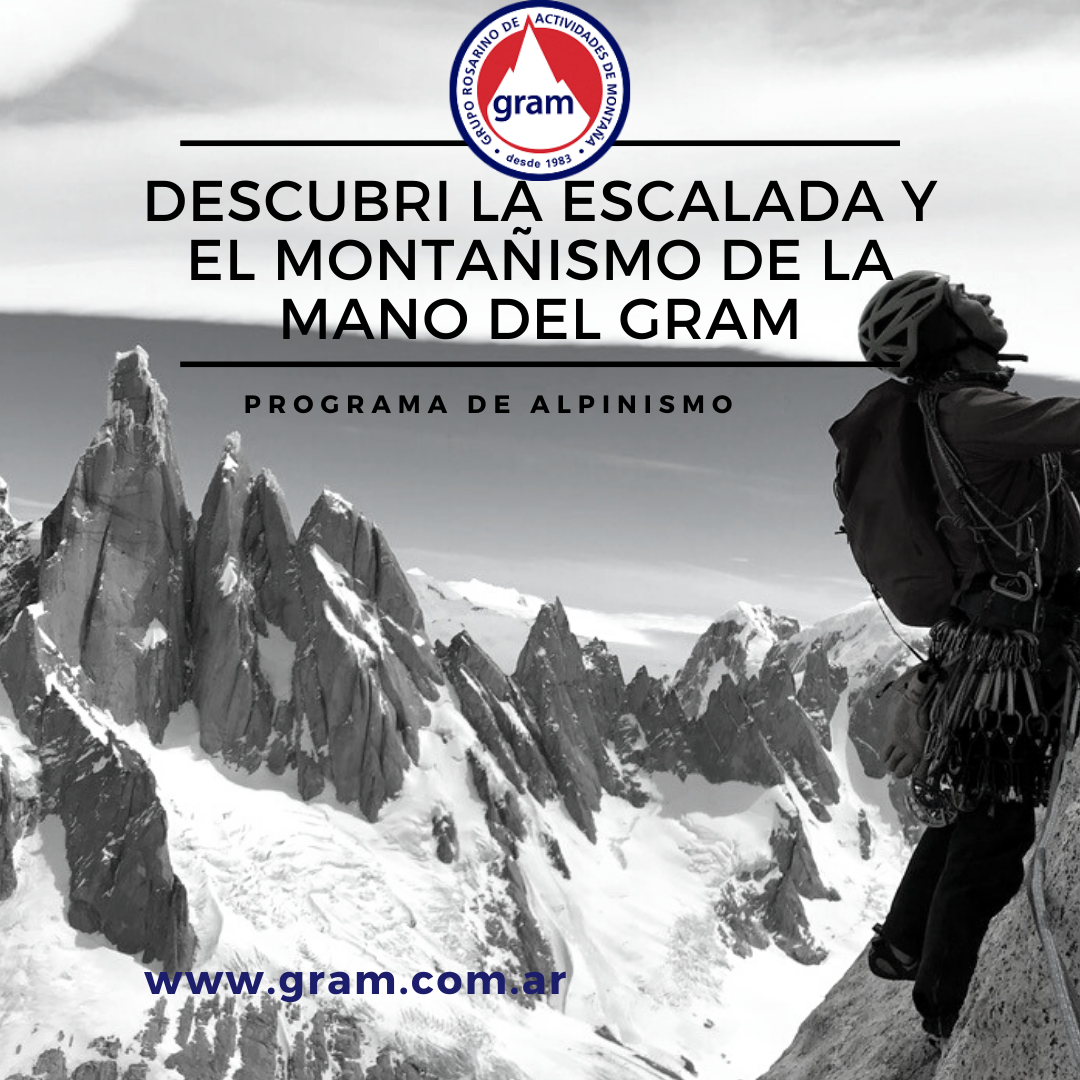 GRUPO ROSARINO DE ACTIVIDADES DE MONTAÑA
gram
• desde 1983 •
DESCUBRI LA ESCALADA Y
EL MONTAÑISMO DE LA
MANO DEL GRAM
PROGRAMA DE ALPINISMO
www.gram.com.ar